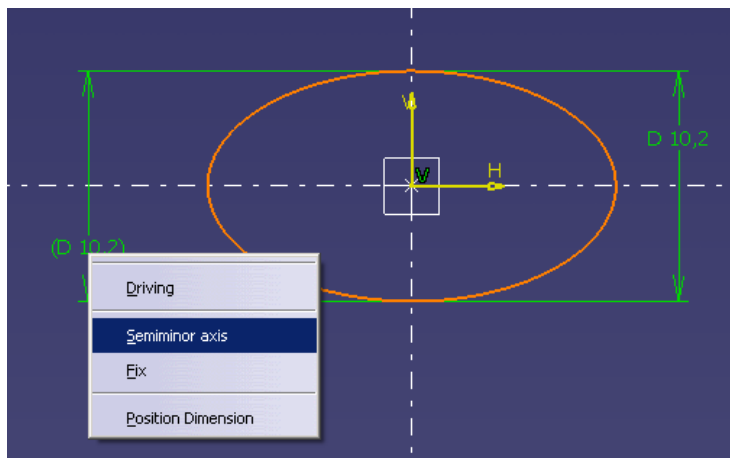 V
D 10,2
H
V
(D 10,2)
Driving
Semiminor axis
Fix
Position Dimension